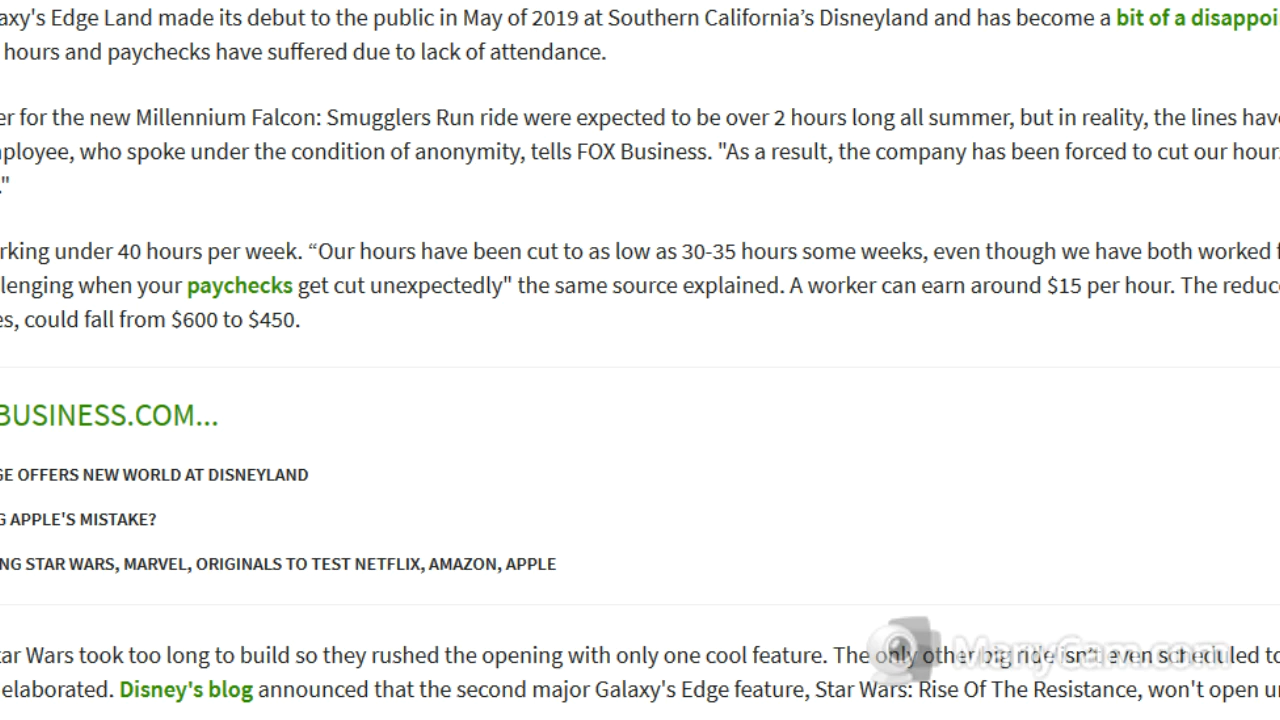 axy's Edge Land made its debut to the public in May of 2019 at Southern California’s Disneyland and has become a bit of a disappoi
hours and paychecks have suffered due to lack of attendance.
er for the new Millennium Falcon: Smugglers Run ride were expected to be over 2 hours long all summer, but in reality, the lines have
ployee, who spoke under the condition of anonymity, tells FOX Business. "As a result, the company has been forced to cut our hours
."
rking under 40 hours per week. “Our hours have been cut to as low as 30-35 hours some weeks, even though we have both worked f
lenging when your paychecks get cut unexpectedly" the same source explained. A worker can earn around $15 per hour. The reduc
es, could fall from $600 to $450.
BUSINESS.COM...
GE OFFERS NEW WORLD AT DISNEYLAND
G APPLE'S MISTAKE?
NG STAR WARS, MARVEL, ORIGINALS TO TEST NETFLIX, AMAZON, APPLE
tar Wars took too long to build so they rushed the opening with only one cool feature. The only other big ride isn't even scheduled to
elaborated. Disney's blog announced that the second major Galaxy's Edge feature, Star Wars: Rise Of The Resistance, won't open un
ManyCam.com